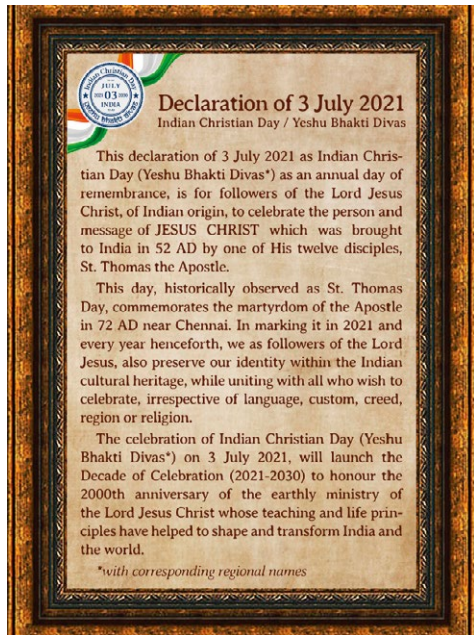 Indian Christian Day
JULY
2021 03 2030
INDIA
Yeshu Bhakti Divas
Declaration of 3 July 2021
Indian Christian Day / Yeshu Bhakti Divas
This declaration of 3 July 2021 as Indian Chris-
tian Day (Yeshu Bhakti Divas*) as an annual day of
remembrance, is for followers of the Lord Jesus
Christ, of Indian origin, to celebrate the person and
message of JESUS CHRIST which was brought
to India in 52 AD by one of His twelve disciples,
St. Thomas the Apostle.
This day, historically observed as St. Thomas
Day, commemorates the martyrdom of the Apostle
in 72 AD near Chennai. In marking it in 2021 and
every year henceforth, we as followers of the Lord
Jesus, also preserve our identity within the Indian
cultural heritage, while uniting with all who wish to
celebrate, irrespective of language, custom, creed,
region or religion.
The celebration of Indian Christian Day (Yeshu
Bhakti Divas*) on 3 July 2021, will launch the
Decade of Celebration (2021-2030) to honour the
2000th anniversary of the earthly ministry of
the Lord Jesus Christ whose teaching and life prin-
ciples have helped to shape and transform India and
the world.
*with corresponding regional names